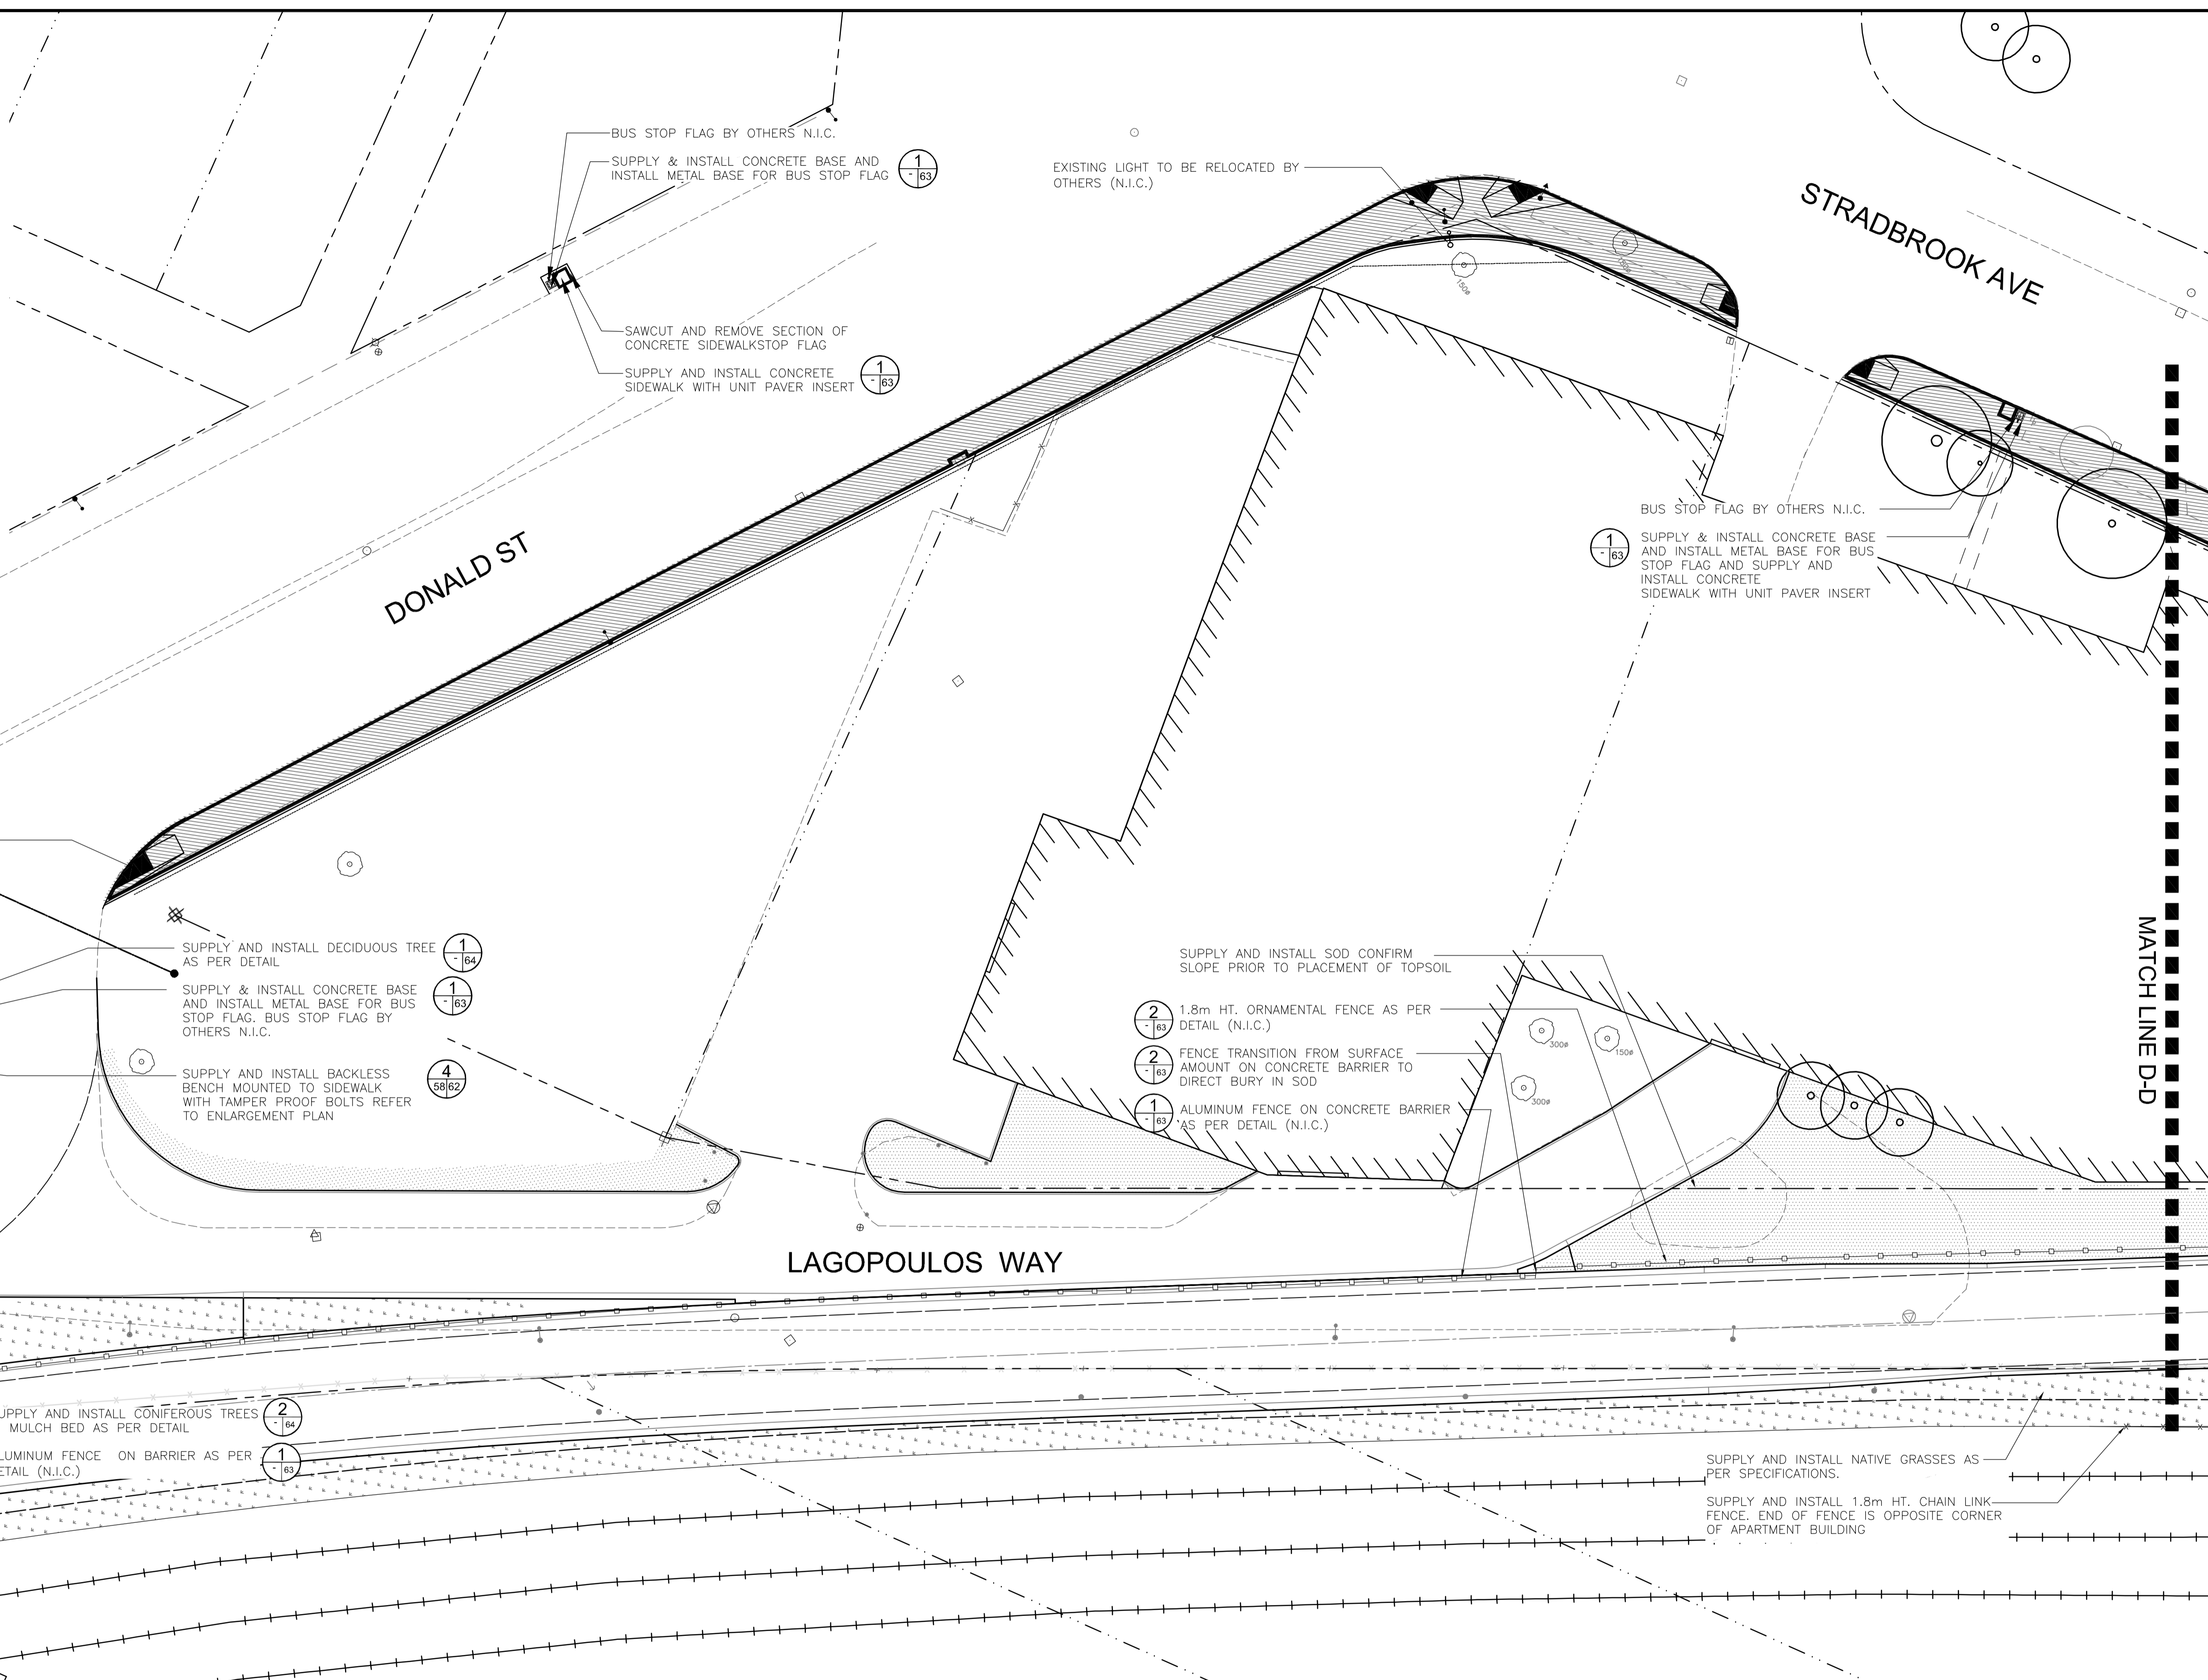 BUS STOP FLAG BY OTHERS N.I.C.
SUPPLY & INSTALL CONCRETE BASE AND
INSTALL METAL BASE FOR BUS STOP FLAG
1
- 63
EXISTING LIGHT TO BE RELOCATED BY
OTHERS (N.I.C.)
STRADBROOK AVE
150ø
150ø
SAWCUT AND REMOVE SECTION OF
CONCRETE SIDEWALKSTOP FLAG
SUPPLY AND INSTALL CONCRETE
SIDEWALK WITH UNIT PAVER INSERT
1
- 63
DONALD ST
BUS STOP FLAG BY OTHERS N.I.C.
1
- 63
SUPPLY & INSTALL CONCRETE BASE
AND INSTALL METAL BASE FOR BUS
STOP FLAG AND SUPPLY AND
INSTALL CONCRETE
SIDEWALK WITH UNIT PAVER INSERT
MATCH LINE D-D
SUPPLY AND INSTALL DECIDUOUS TREE
AS PER DETAIL
1
- 64
SUPPLY & INSTALL CONCRETE BASE
AND INSTALL METAL BASE FOR BUS
STOP FLAG. BUS STOP FLAG BY
OTHERS N.I.C.
1
- 63
SUPPLY AND INSTALL BACKLESS
BENCH MOUNTED TO SIDEWALK
WITH TAMPER PROOF BOLTS REFER
TO ENLARGEMENT PLAN
4
58 62
SUPPLY AND INSTALL SOD CONFIRM
SLOPE PRIOR TO PLACEMENT OF TOPSOIL
2
- 63
1.8m HT. ORNAMENTAL FENCE AS PER
DETAIL (N.I.C.)
2
- 63
FENCE TRANSITION FROM SURFACE
AMOUNT ON CONCRETE BARRIER TO
DIRECT BURY IN SOD
1
- 63
ALUMINUM FENCE ON CONCRETE BARRIER
AS PER DETAIL (N.I.C.)
300ø
150ø
300ø
LAGOPOULOS WAY
UPPLY AND INSTALL CONIFEROUS TREES
MULCH BED AS PER DETAIL
2
- 64
LUMINUM FENCE ON BARRIER AS PER
ETAIL (N.I.C.)
1
- 63
SUPPLY AND INSTALL NATIVE GRASSES AS
PER SPECIFICATIONS.
SUPPLY AND INSTALL 1.8m HT. CHAIN LINK
FENCE. END OF FENCE IS OPPOSITE CORNER
OF APARTMENT BUILDING